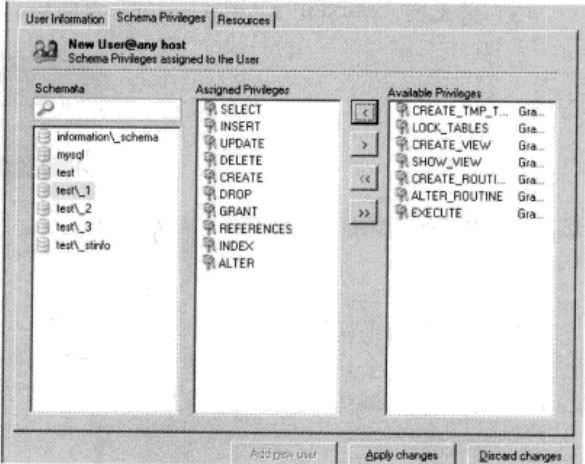 User Information
Schema Privileges
Resources
New User@any host
Schema Privileges assigned to the User
Schemata
information\_schema
mysql
test
test\_1
test\_2
test\_3
test\_stinfo
Assigned Privileges
SELECT
INSERT
UPDATE
DELETE
CREATE
DROP
GRANT
REFERENCES
INDEX
ALTER
<
>
<<
>>
Available Privileges
CREATE_TMP_T... Gra...
LOCK_TABLES Gra...
CREATE_VIEW Gra...
SHOW_VIEW Gra...
CREATE_ROUTI... Gra...
ALTER_ROUTINE Gra...
EXECUTE Gra...
Add new user
Apply changes
Discard changes